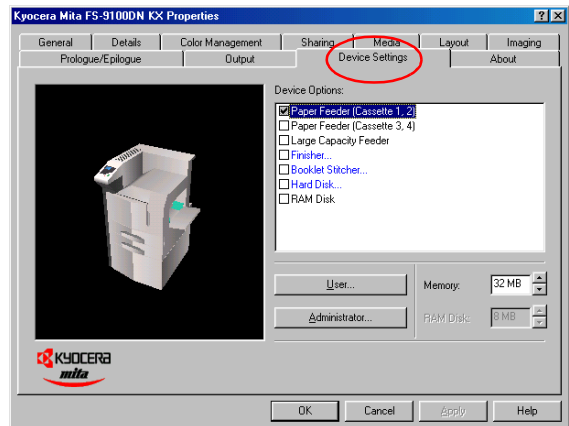 Kyocera Mita FS-9100DN KX Properties
General Details Color Management Sharing Media Layout Imaging
Prologue/Epilogue Output Device Settings About
Device Options:
Paper Feeder (Cassette 1, 2)
Paper Feeder (Cassette 3, 4)
Large Capacity Feeder
Finisher...
Booklet Stitcher...
Hard Disk...
RAM Disk
User... Memory: 32 MB
Administrator... RAM Disk: 8 MB
KYOCERA
mita
OK Cancel Apply Help